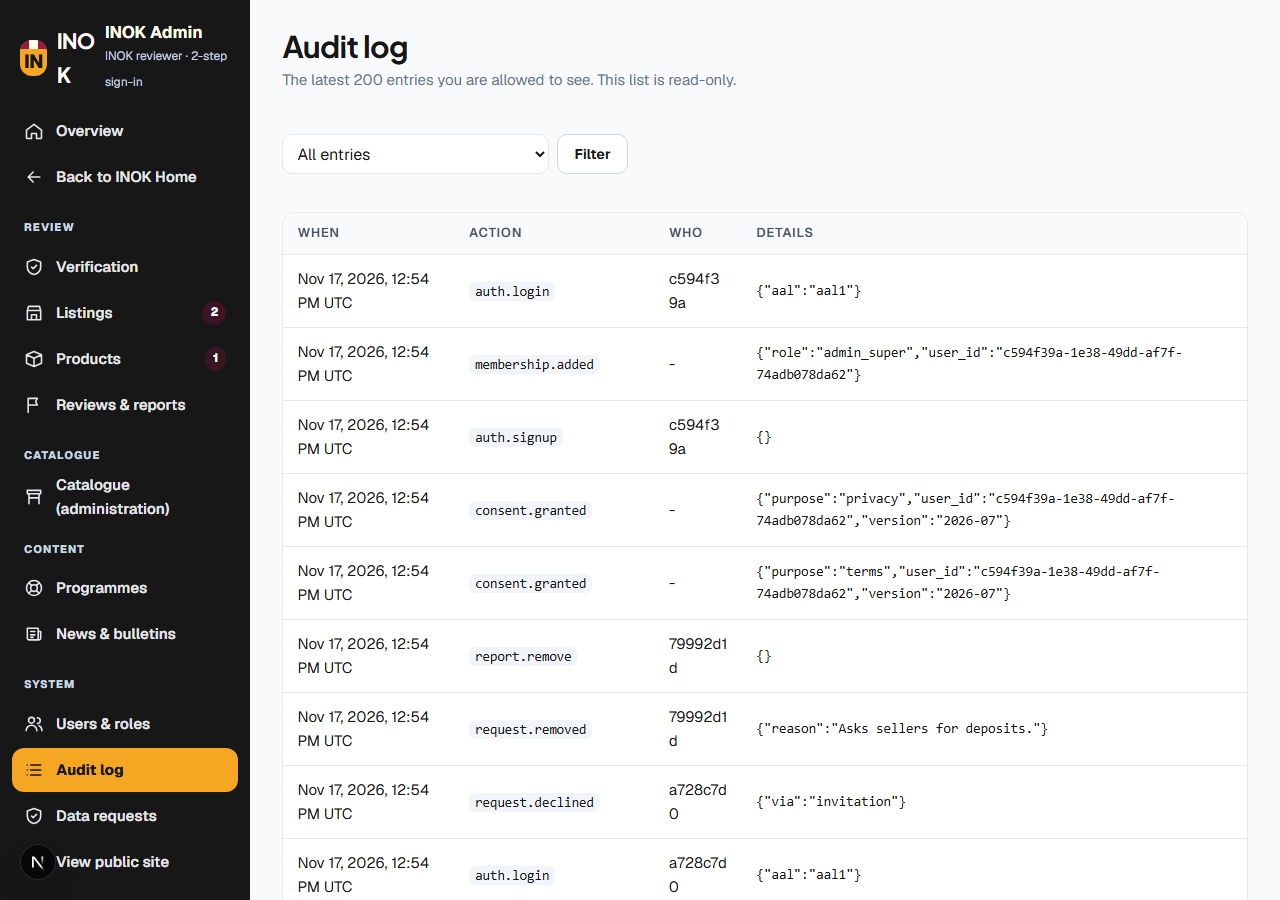 IN
INO
K
INOK Admin
INOK reviewer · 2-step
sign-in
Overview
Back to INOK Home
REVIEW
Verification
Listings 2
Products 1
Reviews & reports
CATALOGUE
Catalogue
(administration)
CONTENT
Programmes
News & bulletins
SYSTEM
Users & roles
Audit log
Data requests
N View public site
Audit log
The latest 200 entries you are allowed to see. This list is read-only.
All entries Filter
WHEN ACTION WHO DETAILS
Nov 17, 2026, 12:54
PM UTC
auth.login
c594f3
9a
{"aal":"aal1"}
Nov 17, 2026, 12:54
PM UTC
membership.added
-
{"role":"admin_super","user_id":"c594f39a-1e38-49dd-af7f-
74adb078da62"}
Nov 17, 2026, 12:54
PM UTC
auth.signup
c594f3
9a
{}
Nov 17, 2026, 12:54
PM UTC
consent.granted
-
{"purpose":"privacy","user_id":"c594f39a-1e38-49dd-af7f-
74adb078da62","version":"2026-07"}
Nov 17, 2026, 12:54
PM UTC
consent.granted
-
{"purpose":"terms","user_id":"c594f39a-1e38-49dd-af7f-
74adb078da62","version":"2026-07"}
Nov 17, 2026, 12:54
PM UTC
report.remove
79992d1
d
{}
Nov 17, 2026, 12:54
PM UTC
request.removed
79992d1
d
{"reason":"Asks sellers for deposits."}
Nov 17, 2026, 12:54
PM UTC
request.declined
a728c7d
0
{"via":"invitation"}
Nov 17, 2026, 12:54
PM UTC
auth.login
a728c7d
0
{"aal":"aal1"}